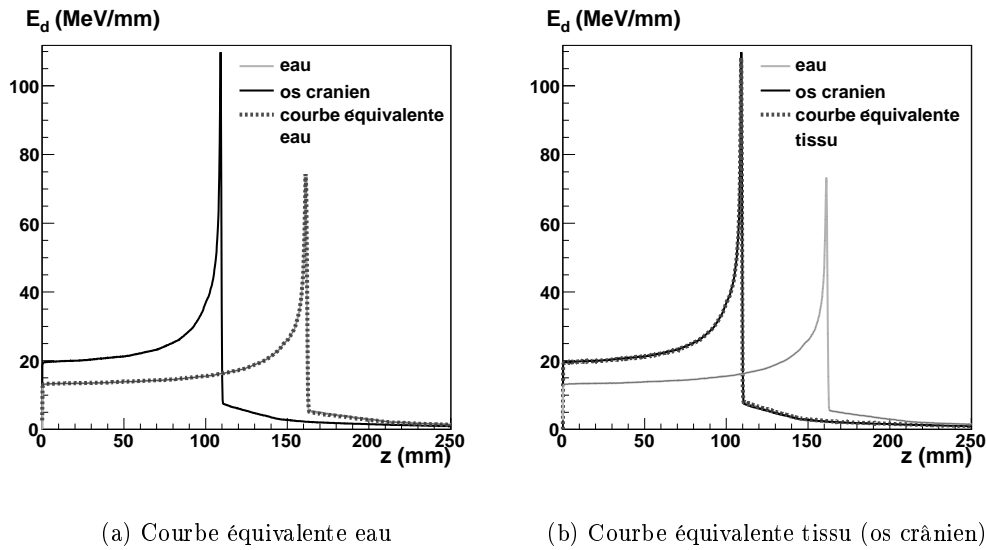 E_d (MeV/mm)
100
80
60
40
20
0
0 50 100 150 200 250
z (mm)
eau
os cranien
courbe équivalente
eau
(a) Courbe équivalente eau
E_d (MeV/mm)
100
80
60
40
20
0
0 50 100 150 200 250
z (mm)
eau
os cranien
courbe équivalente
tissu
(b) Courbe équivalente tissu (os crânien)